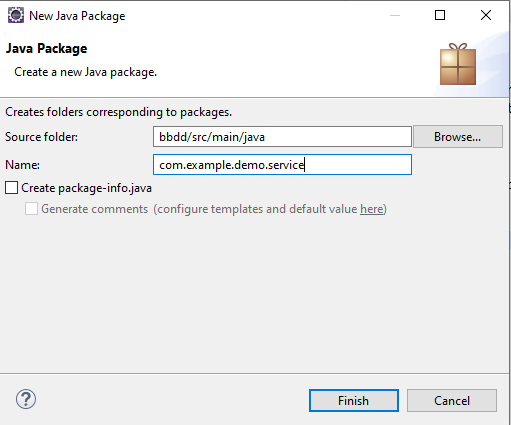 New Java Package
Java Package
Create a new Java package.
Creates folders corresponding to packages.
Source folder: bbdd/src/main/java Browse...
Name: com.example.demo.service
Create package-info.java
Generate comments (configure templates and default value here)
? Finish Cancel